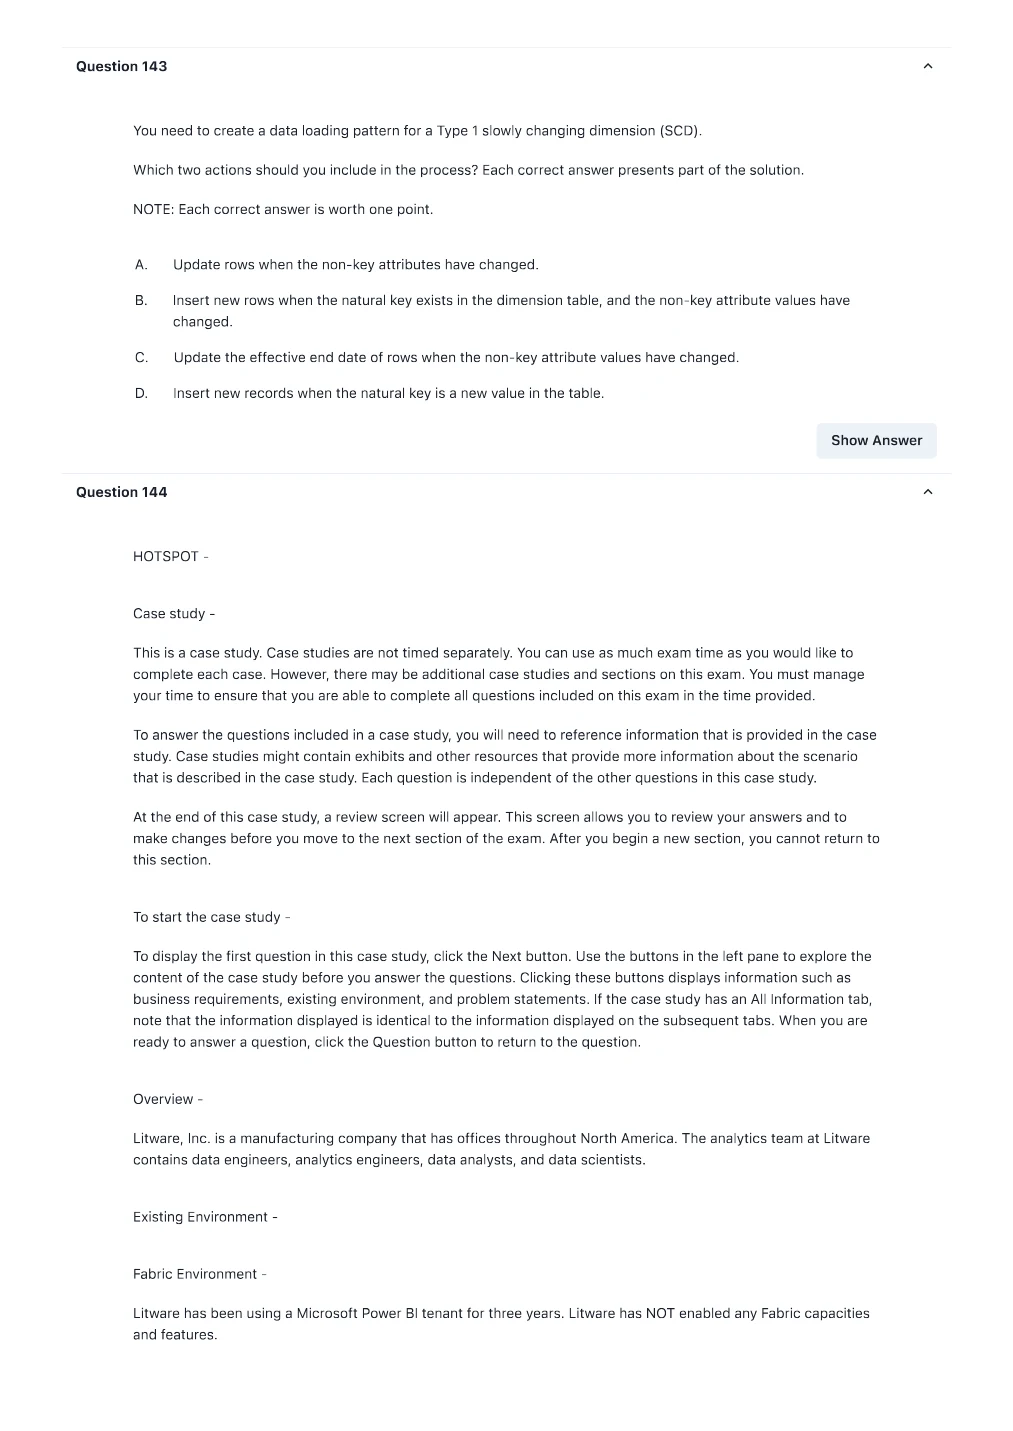 Question 143
You need to create a data loading pattern for a Type 1 slowly changing dimension (SCD).
Which two actions should you include in the process? Each correct answer presents part of the solution.
NOTE: Each correct answer is worth one point.
A. Update rows when the non-key attributes have changed.
B. Insert new rows when the natural key exists in the dimension table, and the non-key attribute values have
changed.
C. Update the effective end date of rows when the non-key attribute values have changed.
D. Insert new records when the natural key is a new value in the table.
Show Answer
Question 144
HOTSPOT -
Case study -
This is a case study. Case studies are not timed separately. You can use as much exam time as you would like to
complete each case. However, there may be additional case studies and sections on this exam. You must manage
your time to ensure that you are able to complete all questions included on this exam in the time provided.
To answer the questions included in a case study, you will need to reference information that is provided in the case
study. Case studies might contain exhibits and other resources that provide more information about the scenario
that is described in the case study. Each question is independent of the other questions in this case study.
At the end of this case study, a review screen will appear. This screen allows you to review your answers and to
make changes before you move to the next section of the exam. After you begin a new section, you cannot return to
this section.
To start the case study -
To display the first question in this case study, click the Next button. Use the buttons in the left pane to explore the
content of the case study before you answer the questions. Clicking these buttons displays information such as
business requirements, existing environment, and problem statements. If the case study has an All Information tab,
note that the information displayed is identical to the information displayed on the subsequent tabs. When you are
ready to answer a question, click the Question button to return to the question.
Overview -
Litware, Inc. is a manufacturing company that has offices throughout North America. The analytics team at Litware
contains data engineers, analytics engineers, data analysts, and data scientists.
Existing Environment -
Fabric Environment -
Litware has been using a Microsoft Power BI tenant for three years. Litware has NOT enabled any Fabric capacities
and features.